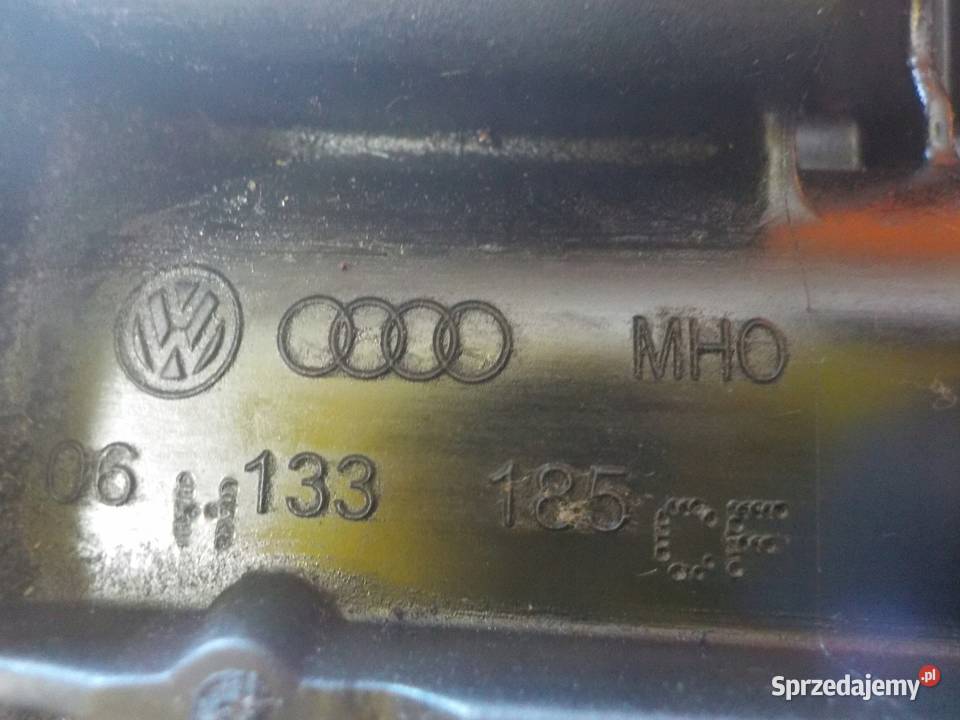 MHO
06 H 133 185 CF
Sprzedajemy.pl